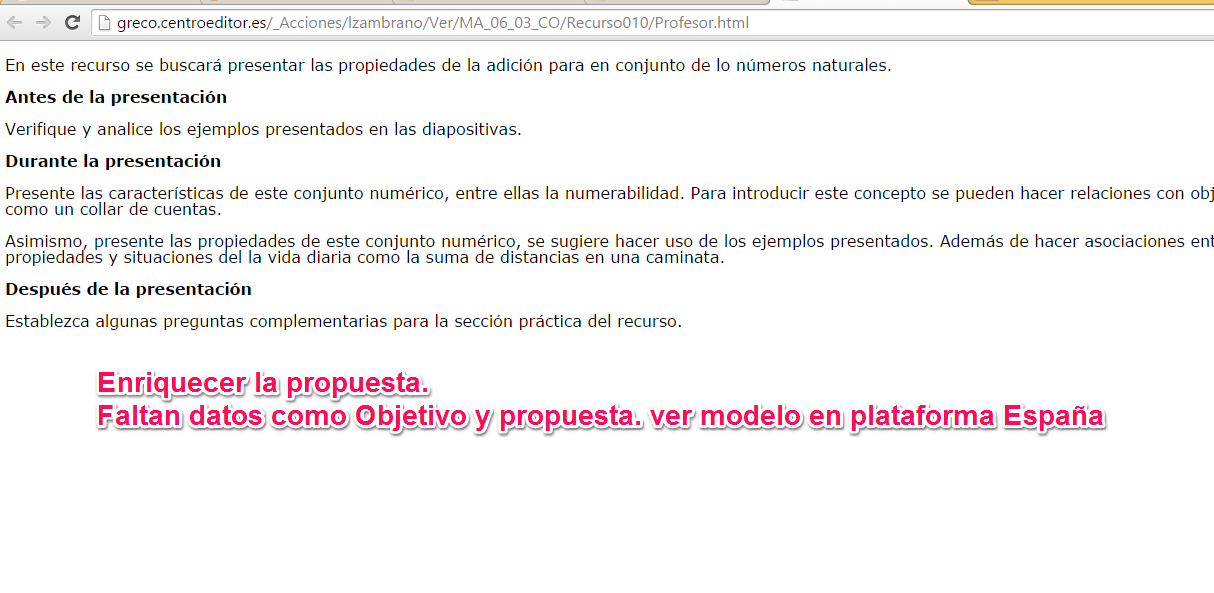 greco.centroeditor.es/_Acciones/lzambrano/Ver/MA_06_03_CO/Recurso010/Profesor.html
En este recurso se buscará presentar las propiedades de la adición para en conjunto de lo números naturales.
Antes de la presentación
Verifique y analice los ejemplos presentados en las diapositivas.
Durante la presentación
Presente las características de este conjunto numérico, entre ellas la numerabilidad. Para introducir este concepto se pueden hacer relaciones con
como un collar de cuentas.
Asimismo, presente las propiedades de este conjunto numérico, se sugiere hacer uso de los ejemplos presentados. Además de hacer asociaciones
propiedades y situaciones del la vida diaria como la suma de distancias en una caminata.
Después de la presentación
Establezca algunas preguntas complementarias para la sección práctica del recurso.
Enriquecer la propuesta.
Faltan datos como Objetivo y propuesta. ver modelo en plataforma España